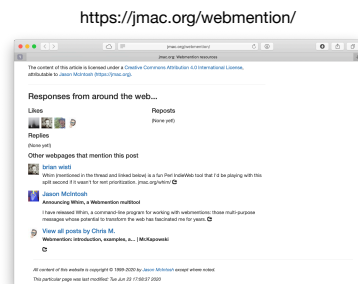 https://jmac.org/webmention/
jmac.org/webmention/
jmac.org: Webmention resources
The content of this article is licensed under a Creative Commons Attribution 4.0 International License,
attributable to Jason McIntosh (https://jmac.org).
Responses from around the web...
Likes
Reposts
(None yet!)
Replies
(None yet!)
Other webpages that mention this post
brian wisti
Whim (mentioned in the thread and linked below) is a fun Perl IndieWeb tool that I'd be playing with this
split second if it wasn't for rent prioritization. jmac.org/whim/
Jason McIntosh
Announcing Whim, a Webmention multitool
I have released Whim, a command-line program for working with webmentions: those multi-purpose
messages whose potential to transform the web has fascinated me for years.
View all posts by Chris M.
Webmention: introduction, examples, a... | McKapowski
All content of this website is copyright © 1999-2020 by Jason McIntosh except where noted.
This particular page was last modified: Tue Jun 23 17:58:37 2020